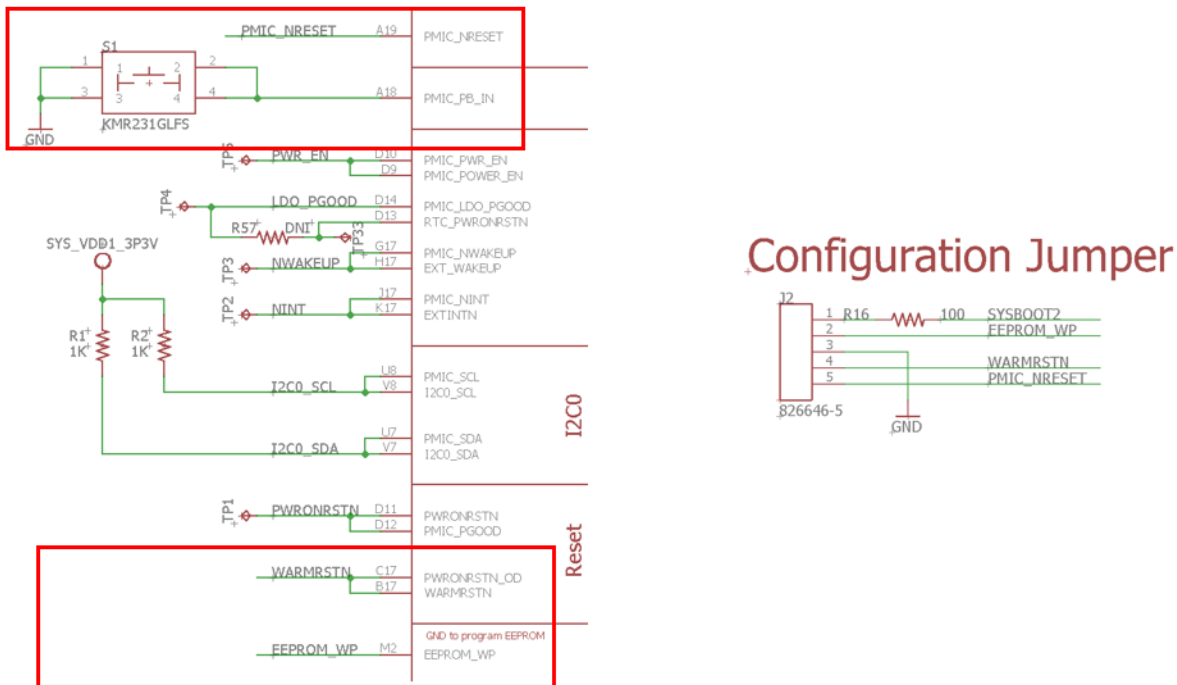 PMIC_NRESET A19 PMIC_NRESET
S1
1 1 2 2
3 3 4 4 A18 PMIC_PB_IN
KMR231GLFS
GND
TP5 PWR_EN D10 PMIC_PWR_EN
D9 PMIC_POWER_EN
TP4 LDO_PGOOD D14 PMIC_LDO_PGOOD
D13 RTC_PWRONRSTN
R57 DNI TP33
G17 PMIC_NWAKEUP
TP3 NWAKEUP H17 EXT_WAKEUP
J17 PMIC_NINT
TP2 NINT K17 EXTINTN
SYS_VDD1_3P3V
R1 R2
1K 1K
U8 PMIC_SCL
I2C0_SCL V8 I2C0_SCL
I2C0
U7 PMIC_SDA
I2C0_SDA V7 I2C0_SDA
TP1 PWRONRSTN D11 PWRONRSTN
D12 PMIC_PGOOD
Reset
WARMRSTN C17 PWRONRSTN_OD
B17 WARMRSTN
GND to program EEPROM
EEPROM_WP M2 EEPROM_WP
Configuration Jumper
J2
1 R16 100 SYSBOOT2
2 EEPROM_WP
3
4 WARMRSTN
5 PMIC_NRESET
826646-5
GND